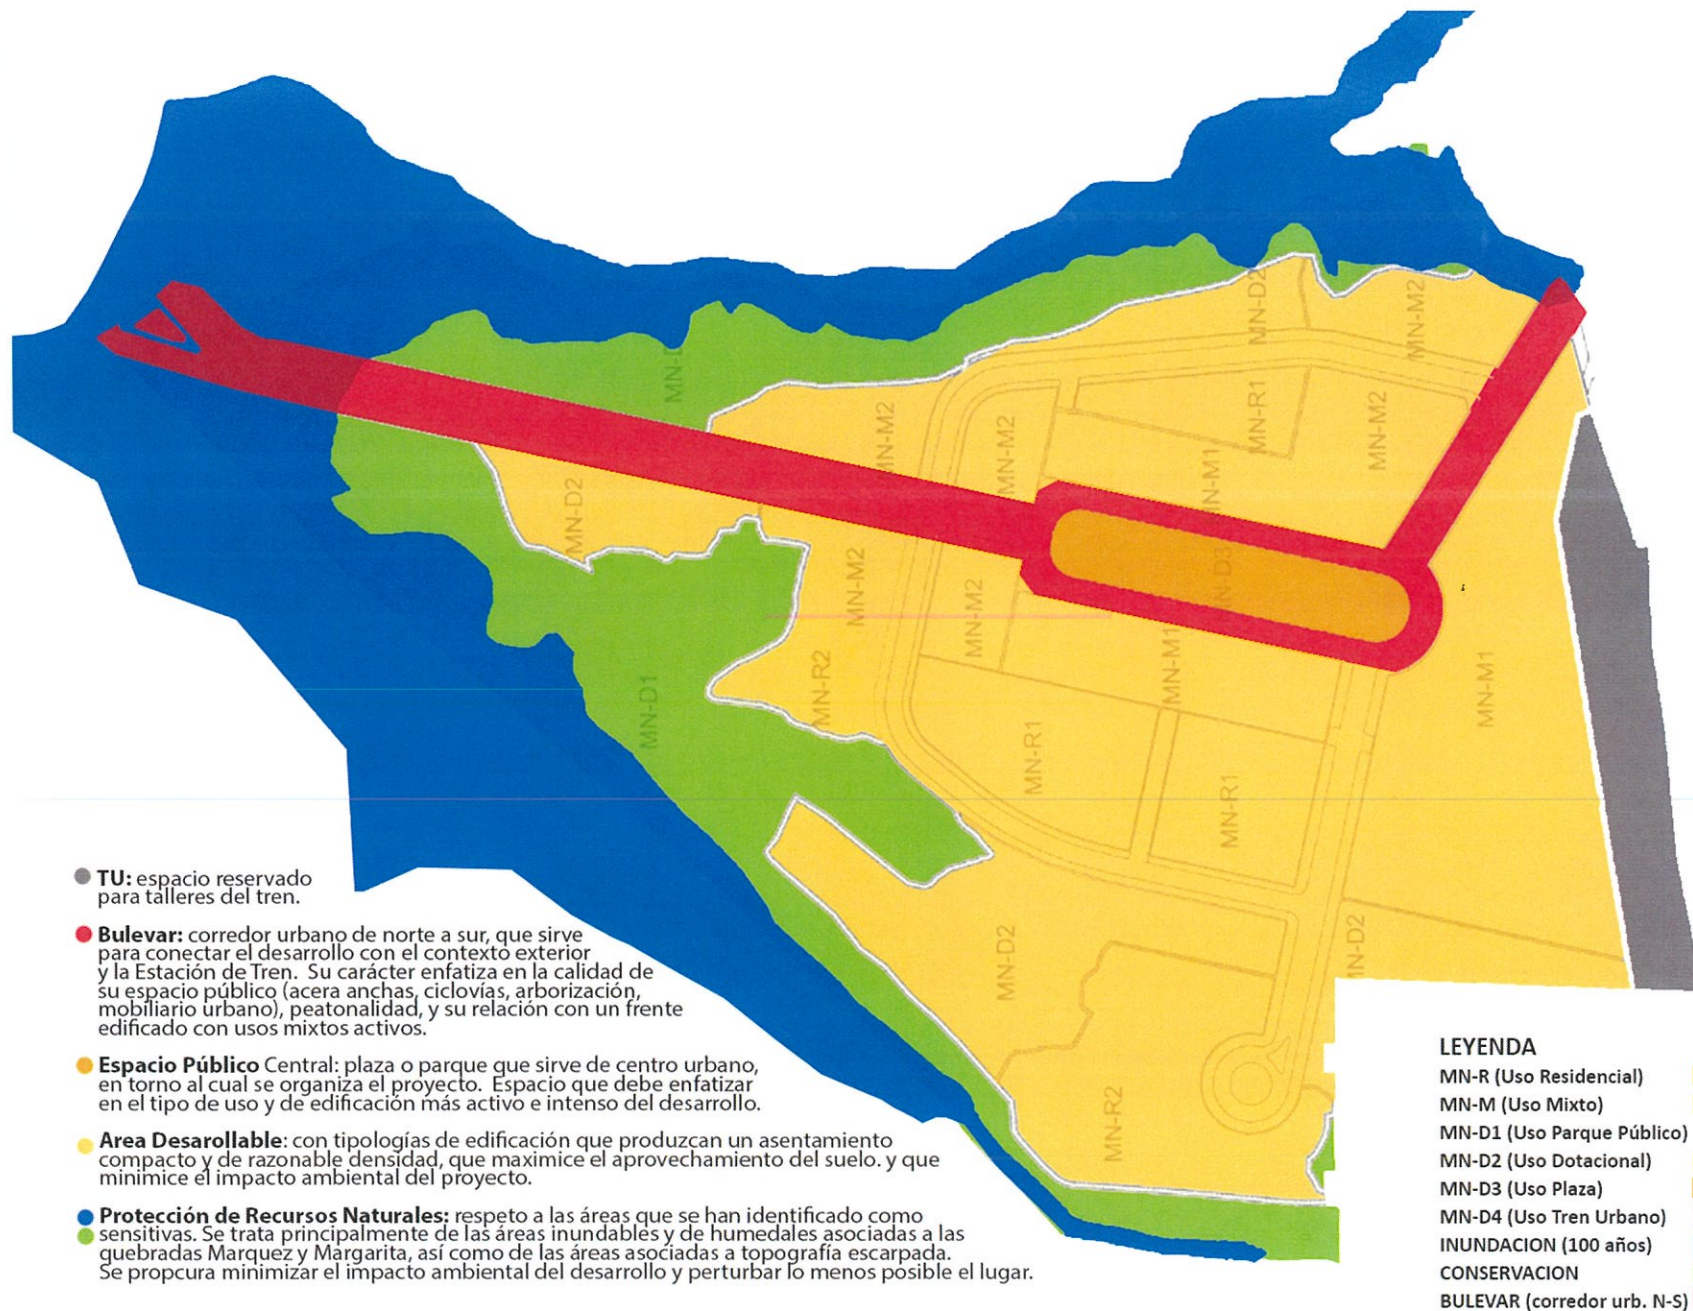 MN-D2
MN-M2
MN-D
MN-R1
MN-M2
MN-M2
MN-M2
MN-M1
MN-D2
MN-D3
MN-M2
MN-M2
MN-M1
MN-R2
MN-D1
MN-M1
MN-R1
MN-R1
MN-D2
MN-D2
MN-R2
TU: espacio reservado
para talleres del tren.
Bulevar: corredor urbano de norte a sur, que sirve
para conectar el desarrollo con el contexto exterior
y la Estación de Tren. Su carácter enfatiza en la calidad de
su espacio público (acera anchas, ciclovías, arborización,
mobiliario urbano), peatonalidad, y su relación con un frente
edificado con usos mixtos activos.
Espacio Público Central: plaza o parque que sirve de centro urbano,
en torno al cual se organiza el proyecto. Espacio que debe enfatizar
en el tipo de uso y de edificación más activo e intenso del desarrollo.
Area Desarollable: con tipologías de edificación que produzcan un asentamiento
compacto y de razonable densidad, que maximice el aprovechamiento del suelo. y que
minimice el impacto ambiental del proyecto.
Protección de Recursos Naturales: respeto a las áreas que se han identificado como
sensitivas. Se trata principalmente de las áreas inundables y de humedales asociadas a las
quebradas Marquez y Margarita, así como de las áreas asociadas a topografía escarpada.
Se propcura minimizar el impacto ambiental del desarrollo y perturbar lo menos posible el lugar.
LEYENDA
MN-R (Uso Residencial)
MN-M (Uso Mixto)
MN-D1 (Uso Parque Público)
MN-D2 (Uso Dotacional)
MN-D3 (Uso Plaza)
MN-D4 (Uso Tren Urbano)
INUNDACION (100 años)
CONSERVACION
BULEVAR (corredor urb. N-S)